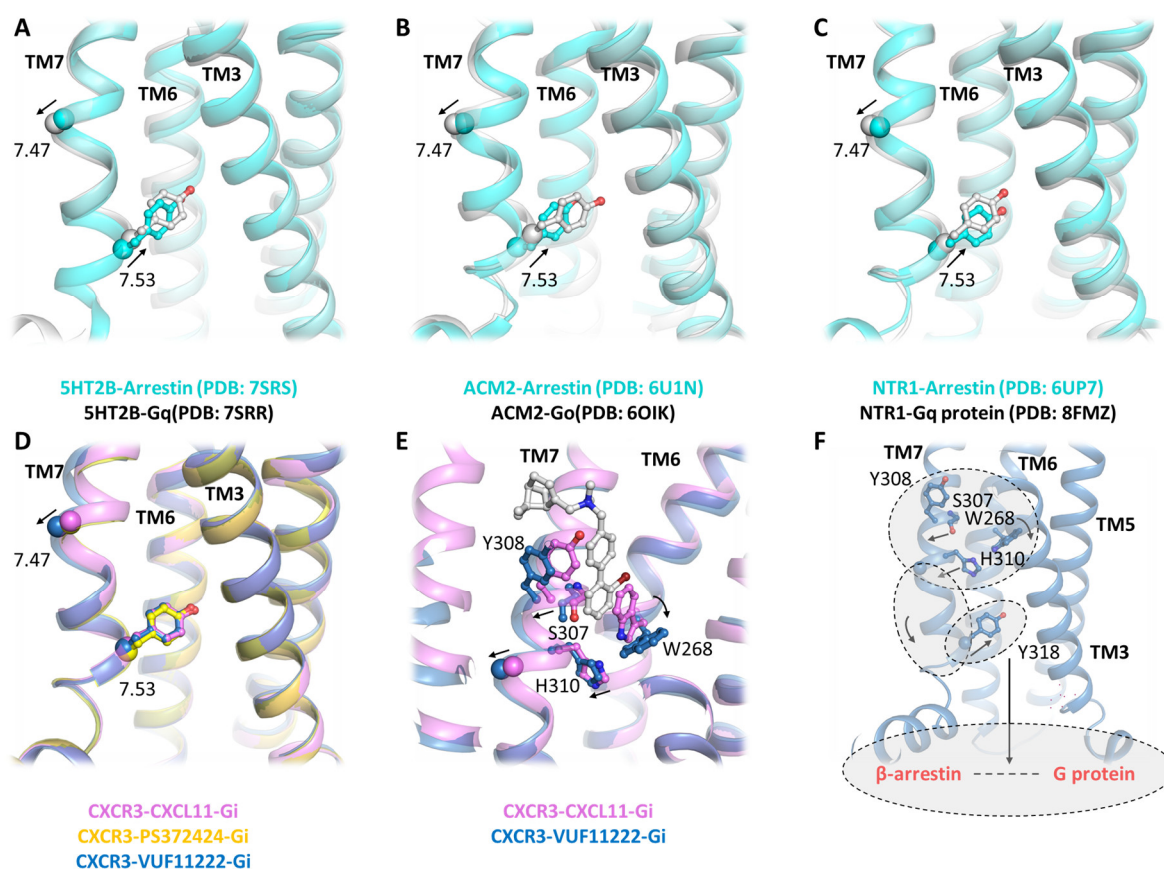 A
TM7
TM6
TM3
7.47
7.53
5HT2B-Arrestin (PDB: 7SRS)
5HT2B-Gq(PDB: 7SRR)
B
TM7
TM6
TM3
7.47
7.53
ACM2-Arrestin (PDB: 6U1N)
ACM2-Go(PDB: 6OIK)
C
TM7
TM6
TM3
7.47
7.53
NTR1-Arrestin (PDB: 6UP7)
NTR1-Gq protein (PDB: 8FMZ)
D
TM7
TM6
TM3
7.47
7.53
CXCR3-CXCL11-Gi
CXCR3-PS372424-Gi
CXCR3-VUF11222-Gi
E
TM7
TM6
Y308
S307
W268
H310
CXCR3-CXCL11-Gi
CXCR3-VUF11222-Gi
F
TM7
TM6
Y308
S307
W268
TM5
H310
Y318
TM3
β-arrestin
G protein